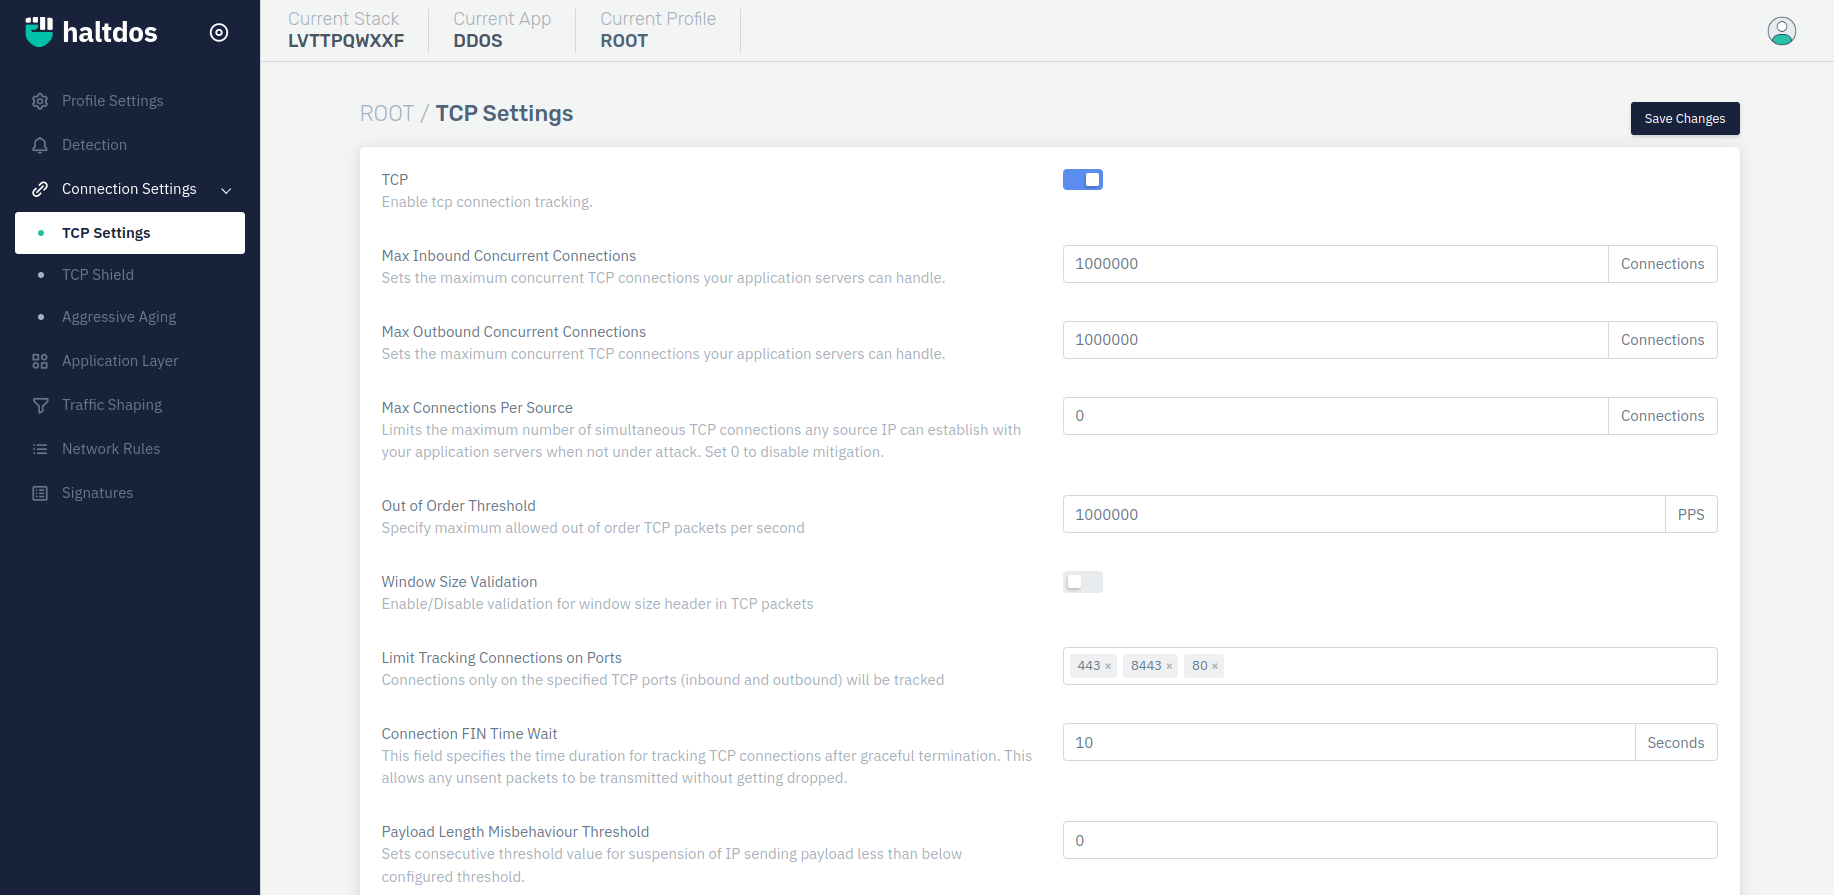 haltdos
Current Stack
LVTTPQWXXF
Current App
DDOS
Current Profile
ROOT
Profile Settings
Detection
Connection Settings
TCP Settings
TCP Shield
Aggressive Aging
Application Layer
Traffic Shaping
Network Rules
Signatures
ROOT / TCP Settings
Save Changes
TCP
Enable tcp connection tracking.
Max Inbound Concurrent Connections
Sets the maximum concurrent TCP connections your application servers can handle.
1000000 Connections
Max Outbound Concurrent Connections
Sets the maximum concurrent TCP connections your application servers can handle.
1000000 Connections
Max Connections Per Source
Limits the maximum number of simultaneous TCP connections any source IP can establish with
your application servers when not under attack. Set 0 to disable mitigation.
0 Connections
Out of Order Threshold
Specify maximum allowed out of order TCP packets per second
1000000 PPS
Window Size Validation
Enable/Disable validation for window size header in TCP packets
Limit Tracking Connections on Ports
Connections only on the specified TCP ports (inbound and outbound) will be tracked
443 × 8443 × 80 ×
Connection FIN Time Wait
This field specifies the time duration for tracking TCP connections after graceful termination. This
allows any unsent packets to be transmitted without getting dropped.
10 Seconds
Payload Length Misbehaviour Threshold
Sets consecutive threshold value for suspension of IP sending payload less than below
configured threshold.
0